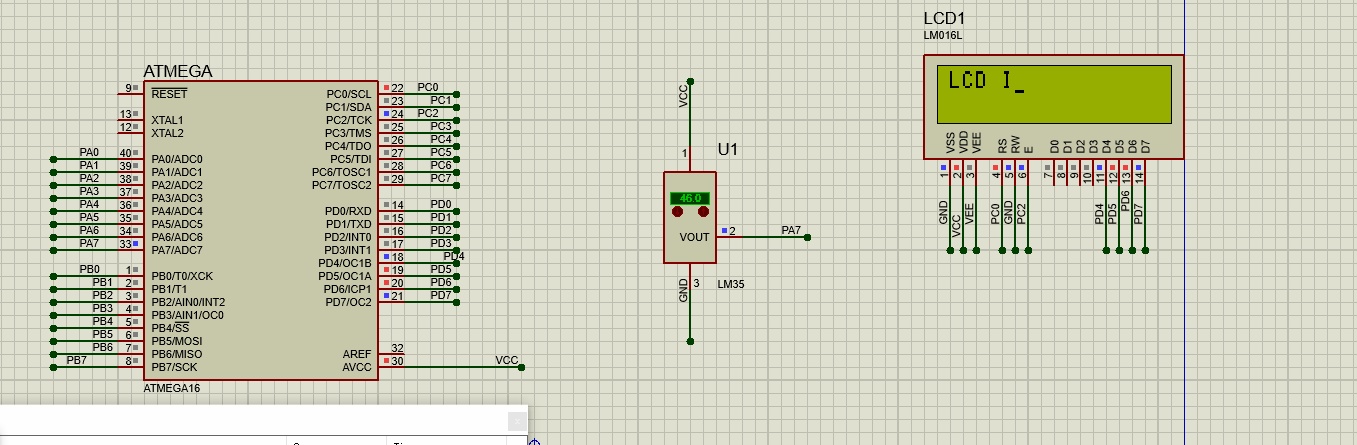 LCD1
LM016L
LCD I_
VSS
VDD
VEE
RS
RW
E
D0
D1
D2
D3
D4
D5
D6
D7
1
2
3
4
5
6
7
8
9
10
11
12
13
14
GND
VCC
VEE
PC0
GND
PC2
PD4
PD5
PD6
PD7
ATMEGA
9 RESET PC0/SCL 22 PC0
PC1/SDA 23 PC1
13 XTAL1 PC2/TCK 24 PC2
12 XTAL2 PC3/TMS 25 PC3
PC4/TDO 26 PC4
PA0 40 PA0/ADC0 PC5/TDI 27 PC5
PA1 39 PA1/ADC1 PC6/TOSC1 28 PC6
PA2 38 PA2/ADC2 PC7/TOSC2 29 PC7
PA3 37 PA3/ADC3
PA4 36 PA4/ADC4 PD0/RXD 14 PD0
PA5 35 PA5/ADC5 PD1/TXD 15 PD1
PA6 34 PA6/ADC6 PD2/INT0 16 PD2
PA7 33 PA7/ADC7 PD3/INT1 17 PD3
PD4/OC1B 18 PD4
PB0 1 PB0/T0/XCK PD5/OC1A 19 PD5
PB1 2 PB1/T1 PD6/ICP1 20 PD6
PB2 3 PB2/AIN0/INT2 PD7/OC2 21 PD7
PB3 4 PB3/AIN1/OC0
PB4 5 PB4/SS
PB5 6 PB5/MOSI
PB6 7 PB6/MISO AREF 32
PB7 8 PB7/SCK AVCC 30 VCC
ATMEGA16
VCC
1
U1
46.0
VOUT 2 PA7
GND
3
LM35